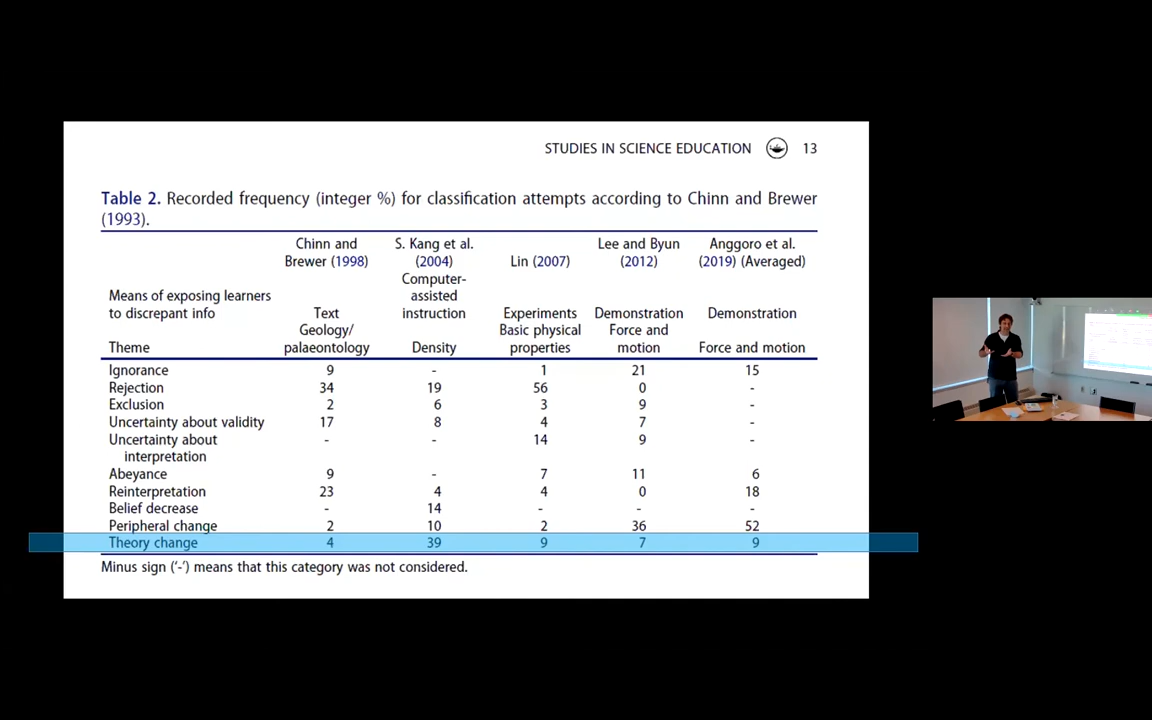 STUDIES IN SCIENCE EDUCATION 13
Table 2. Recorded frequency (integer %) for classification attempts according to Chinn and Brewer
(1993).
Chinn and S. Kang et al. Lee and Byun Anggoro et al.
Brewer (1998) (2004) Lin (2007) (2012) (2019) (Averaged)
Computer-
Means of exposing learners assisted
to discrepant info Text instruction Experiments Demonstration Demonstration
Geology/ Basic physical Force and
Theme palaeontology Density properties motion Force and motion
Ignorance 9 - 1 21 15
Rejection 34 19 56 0 -
Exclusion 2 6 3 9 -
Uncertainty about validity 17 8 4 7 -
Uncertainty about - - 14 9 -
interpretation
Abeyance 9 - 7 11 6
Reinterpretation 23 4 4 0 18
Belief decrease - 14 - - -
Peripheral change 2 10 2 36 52
Theory change 4 39 9 7 9
Minus sign ('-') means that this category was not considered.